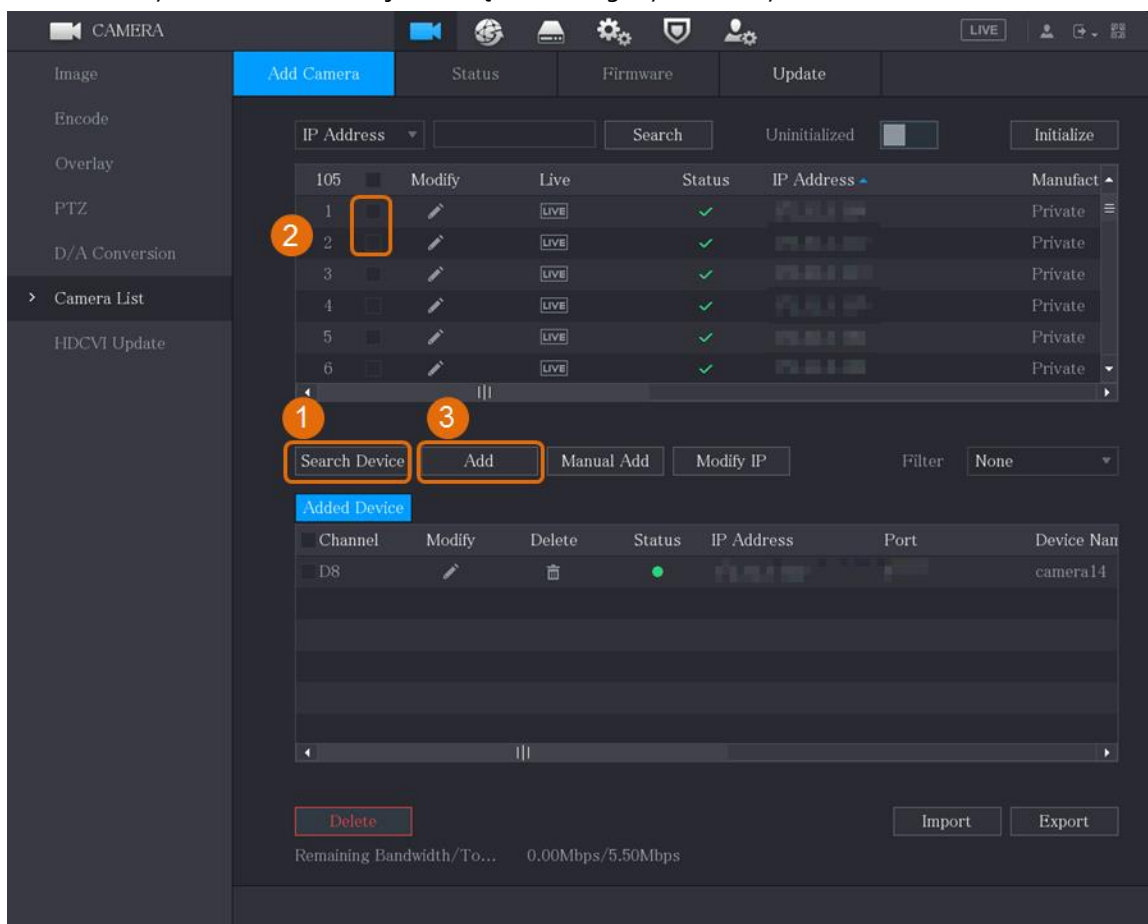 CAMERA LIVE
Image Add Camera Status Firmware Update
Encode
IP Address Search Uninitialized Initialize
Overlay
105 Modify Live Status IP Address Manufact
PTZ
1 LIVE Private
2
2 LIVE Private
D/A Conversion
3 LIVE Private
Camera List
4 LIVE Private
HDCVI Update
5 LIVE Private
6 LIVE Private
1 3
Search Device Add Manual Add Modify IP Filter None
Added Device
Channel Modify Delete Status IP Address Port Device Nam
D8 camera14
Delete Import Export
Remaining Bandwidth/To... 0.00Mbps/5.50Mbps